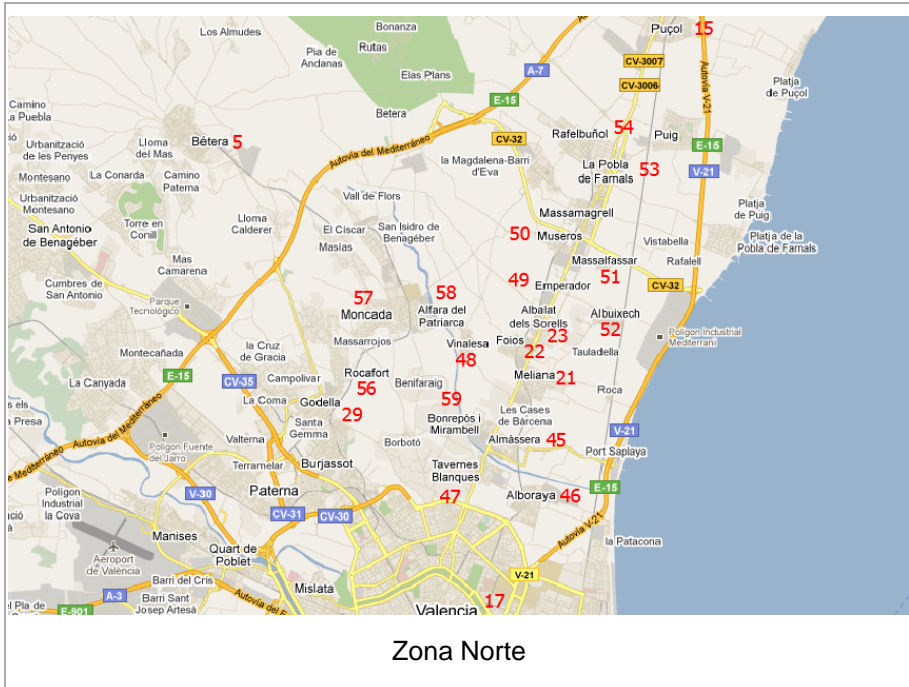 Los Almudes
Bonanza
Rutas
Pia de
Andanas
Elas Plans
A-7
Puçol
15
CV-3007
CV-3006
Autovía V-21
Platja
de Puçol
Camino
La Puebla
E-15
Betera
CV-32
Rafelbuñol
54
Puig
E-15
Urbanització
de les Penyes
Lloma
del Mas
Bétera
5
Autovía del Mediterráneo
la Magdalena-Barri
d'Eva
La Pobla
de Farnals
53
V-21
Montesano
La Conarda
Camino
Paterna
Urbanització
Montesano
Vall de Flors
Massamagrell
Platja
de Puig
San Antonio
de Benagéber
Torre en
Conill
Lloma
Calderer
El Císcar
Masías
San Isidro de
Benagéber
50
Museros
Vistabella
Platja de la
Pobla de Farnals
Mas
Camarena
Massalfassar
Rafalell
Cumbres de
San Antonio
49
Emperador
51
CV-32
Parque
Tecnológico
57
Moncada
58
Alfara del
Patriarca
Albalat
dels Sorells
Albuixech
52
Polígon Industrial
Mediterrani
Montecañada
la Cruz
de Gracia
Massarrojos
Vinalesa
Foios
23
22
Tauladella
48
La Canyada
E-15
CV-35
Campolivar
Rocafort
56
Benifaraig
Meliana
21
Roca
La Coma
Godella
29
59
Les Cases
de Bàrcena
Santa
Gemma
Bonrepòs i
Mirambell
V-21
Valterna
Borbotó
Almàssera
45
Port Saplaya
Autovía del Mediterráneo
Polígon Fuente
del Jarro
Terramelar
Burjassot
Tavernes
Blanques
V-30
Paterna
47
Alboraya
46
E-15
Polígon
Industrial
la Cova
CV-31
CV-30
Autovía V-21
Manises
la Patacona
Aeroport
de València
Quart de
Poblet
Barri del Cris
Mislata
V-21
A-3
Barri Sant
Josep Artesà
E-901
Valencia
17
Zona Norte